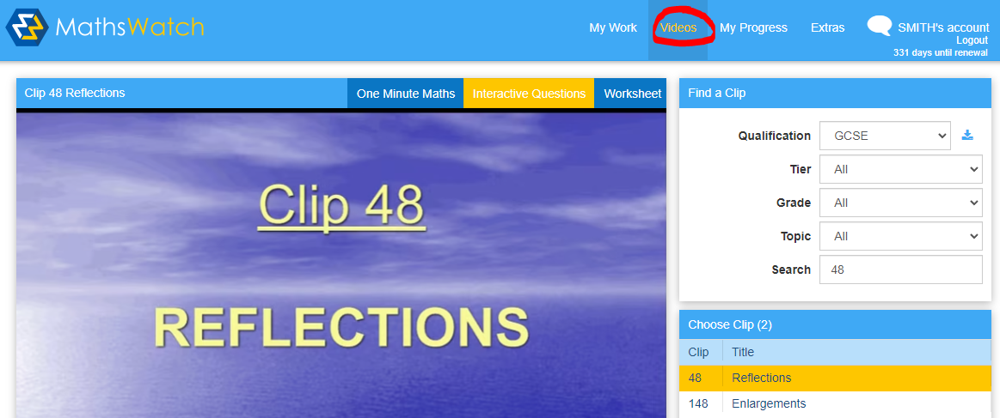 MathsWatch
My Work Videos My Progress Extras SMITH's account
Logout
331 days until renewal
Clip 48 Reflections One Minute Maths Interactive Questions Worksheet
Clip 48
REFLECTIONS
Find a Clip
Qualification GCSE
Tier All
Grade All
Topic All
Search 48
Choose Clip (2)
Clip Title
48 Reflections
148 Enlargements